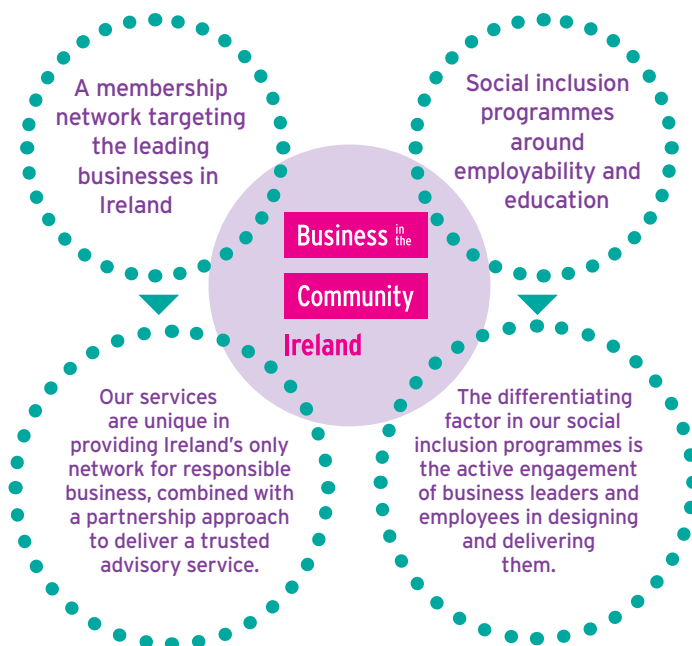 A membership
network targeting
the leading
businesses in
Ireland
Social inclusion
programmes
around
employability and
education
Business in the
Community
Ireland
Our services
are unique in
providing Ireland's only
network for responsible
business, combined with
a partnership approach
to deliver a trusted
advisory service.
The differentiating
factor in our social
inclusion programmes is
the active engagement
of business leaders and
employees in designing
and delivering
them.